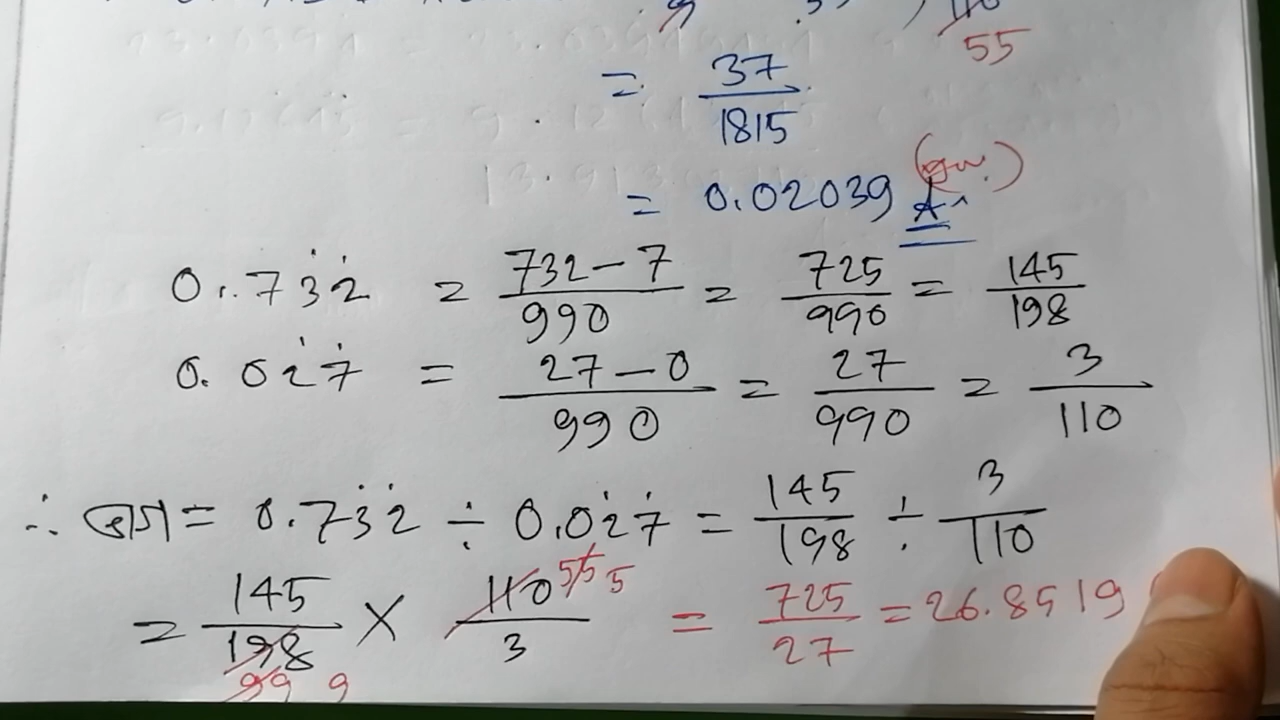 55
= 37/1815
= 0.02039
0.73̇2̇ = 732-7/990 = 725/990 = 145/198
0.02̇7̇ = 27-0/990 = 27/990 = 3/110
∴ ভাগ = 0.73̇2̇ ÷ 0.02̇7̇ = 145/198 ÷ 3/110
= 145/198 × 110/3 = 725/27 = 26.8519
55 5
99 9